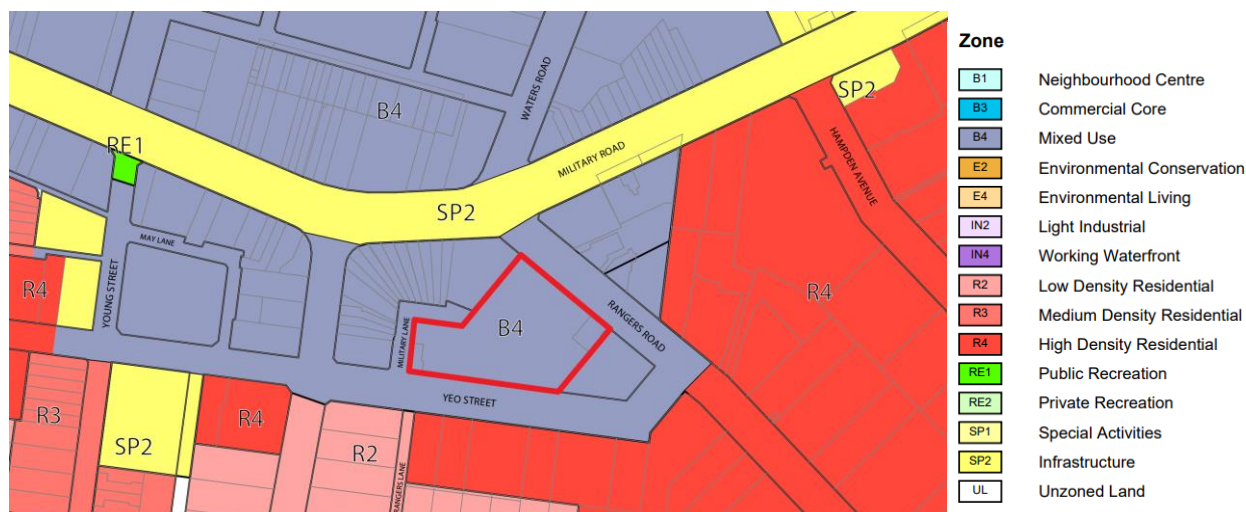 B4
WATERS ROAD
SP2
HAMPDEN AVENUE
RE1
MILITARY ROAD
SP2
MAY LANE
YOUNG STREET
R4
MILITARY LANE
B4
RANGERS ROAD
R4
YEO STREET
R3
SP2
R4
R2
RANGERS LANE
Zone
B1 Neighbourhood Centre
B3 Commercial Core
B4 Mixed Use
E2 Environmental Conservation
E4 Environmental Living
IN2 Light Industrial
IN4 Working Waterfront
R2 Low Density Residential
R3 Medium Density Residential
R4 High Density Residential
RE1 Public Recreation
RE2 Private Recreation
SP1 Special Activities
SP2 Infrastructure
UL Unzoned Land